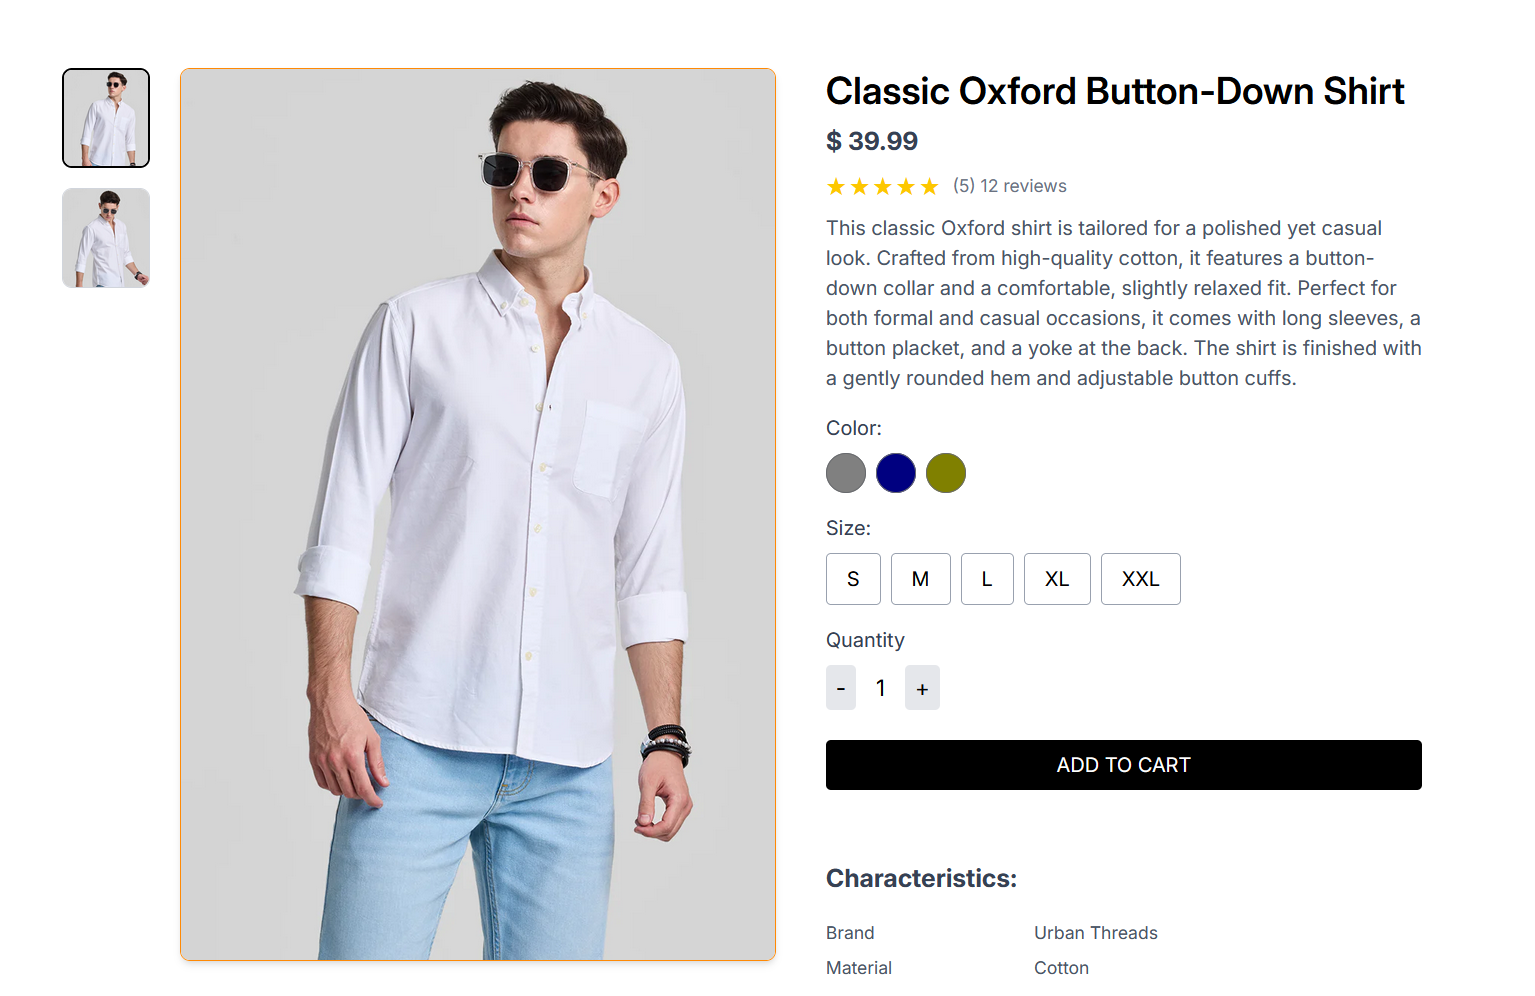 Classic Oxford Button-Down Shirt
$ 39.99
(5) 12 reviews
This classic Oxford shirt is tailored for a polished yet casual
look. Crafted from high-quality cotton, it features a button-
down collar and a comfortable, slightly relaxed fit. Perfect for
both formal and casual occasions, it comes with long sleeves, a
button placket, and a yoke at the back. The shirt is finished with
a gently rounded hem and adjustable button cuffs.
Color:
Size:
S M L XL XXL
Quantity
- 1 +
ADD TO CART
Characteristics:
Brand Urban Threads
Material Cotton